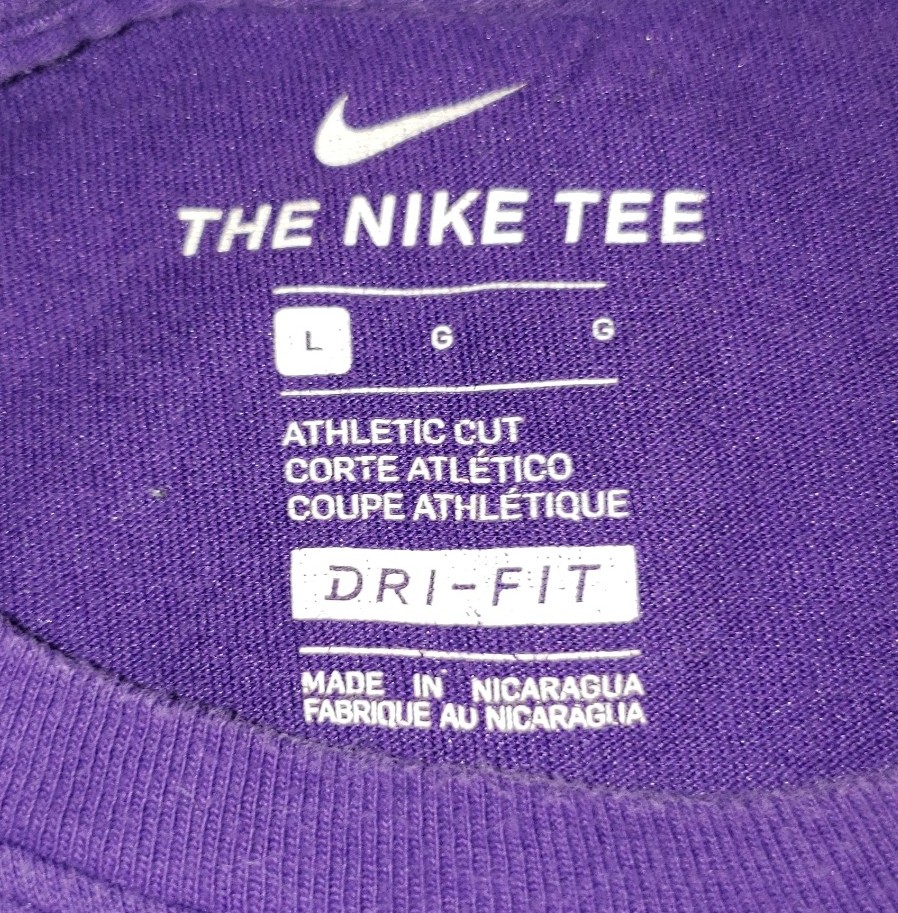 THE NIKE TEE
L G G
ATHLETIC CUT
CORTE ATLÉTICO
COUPE ATHLÉTIQUE
DRI-FIT
MADE IN NICARAGUA
FABRIQUE AU NICARAGUA